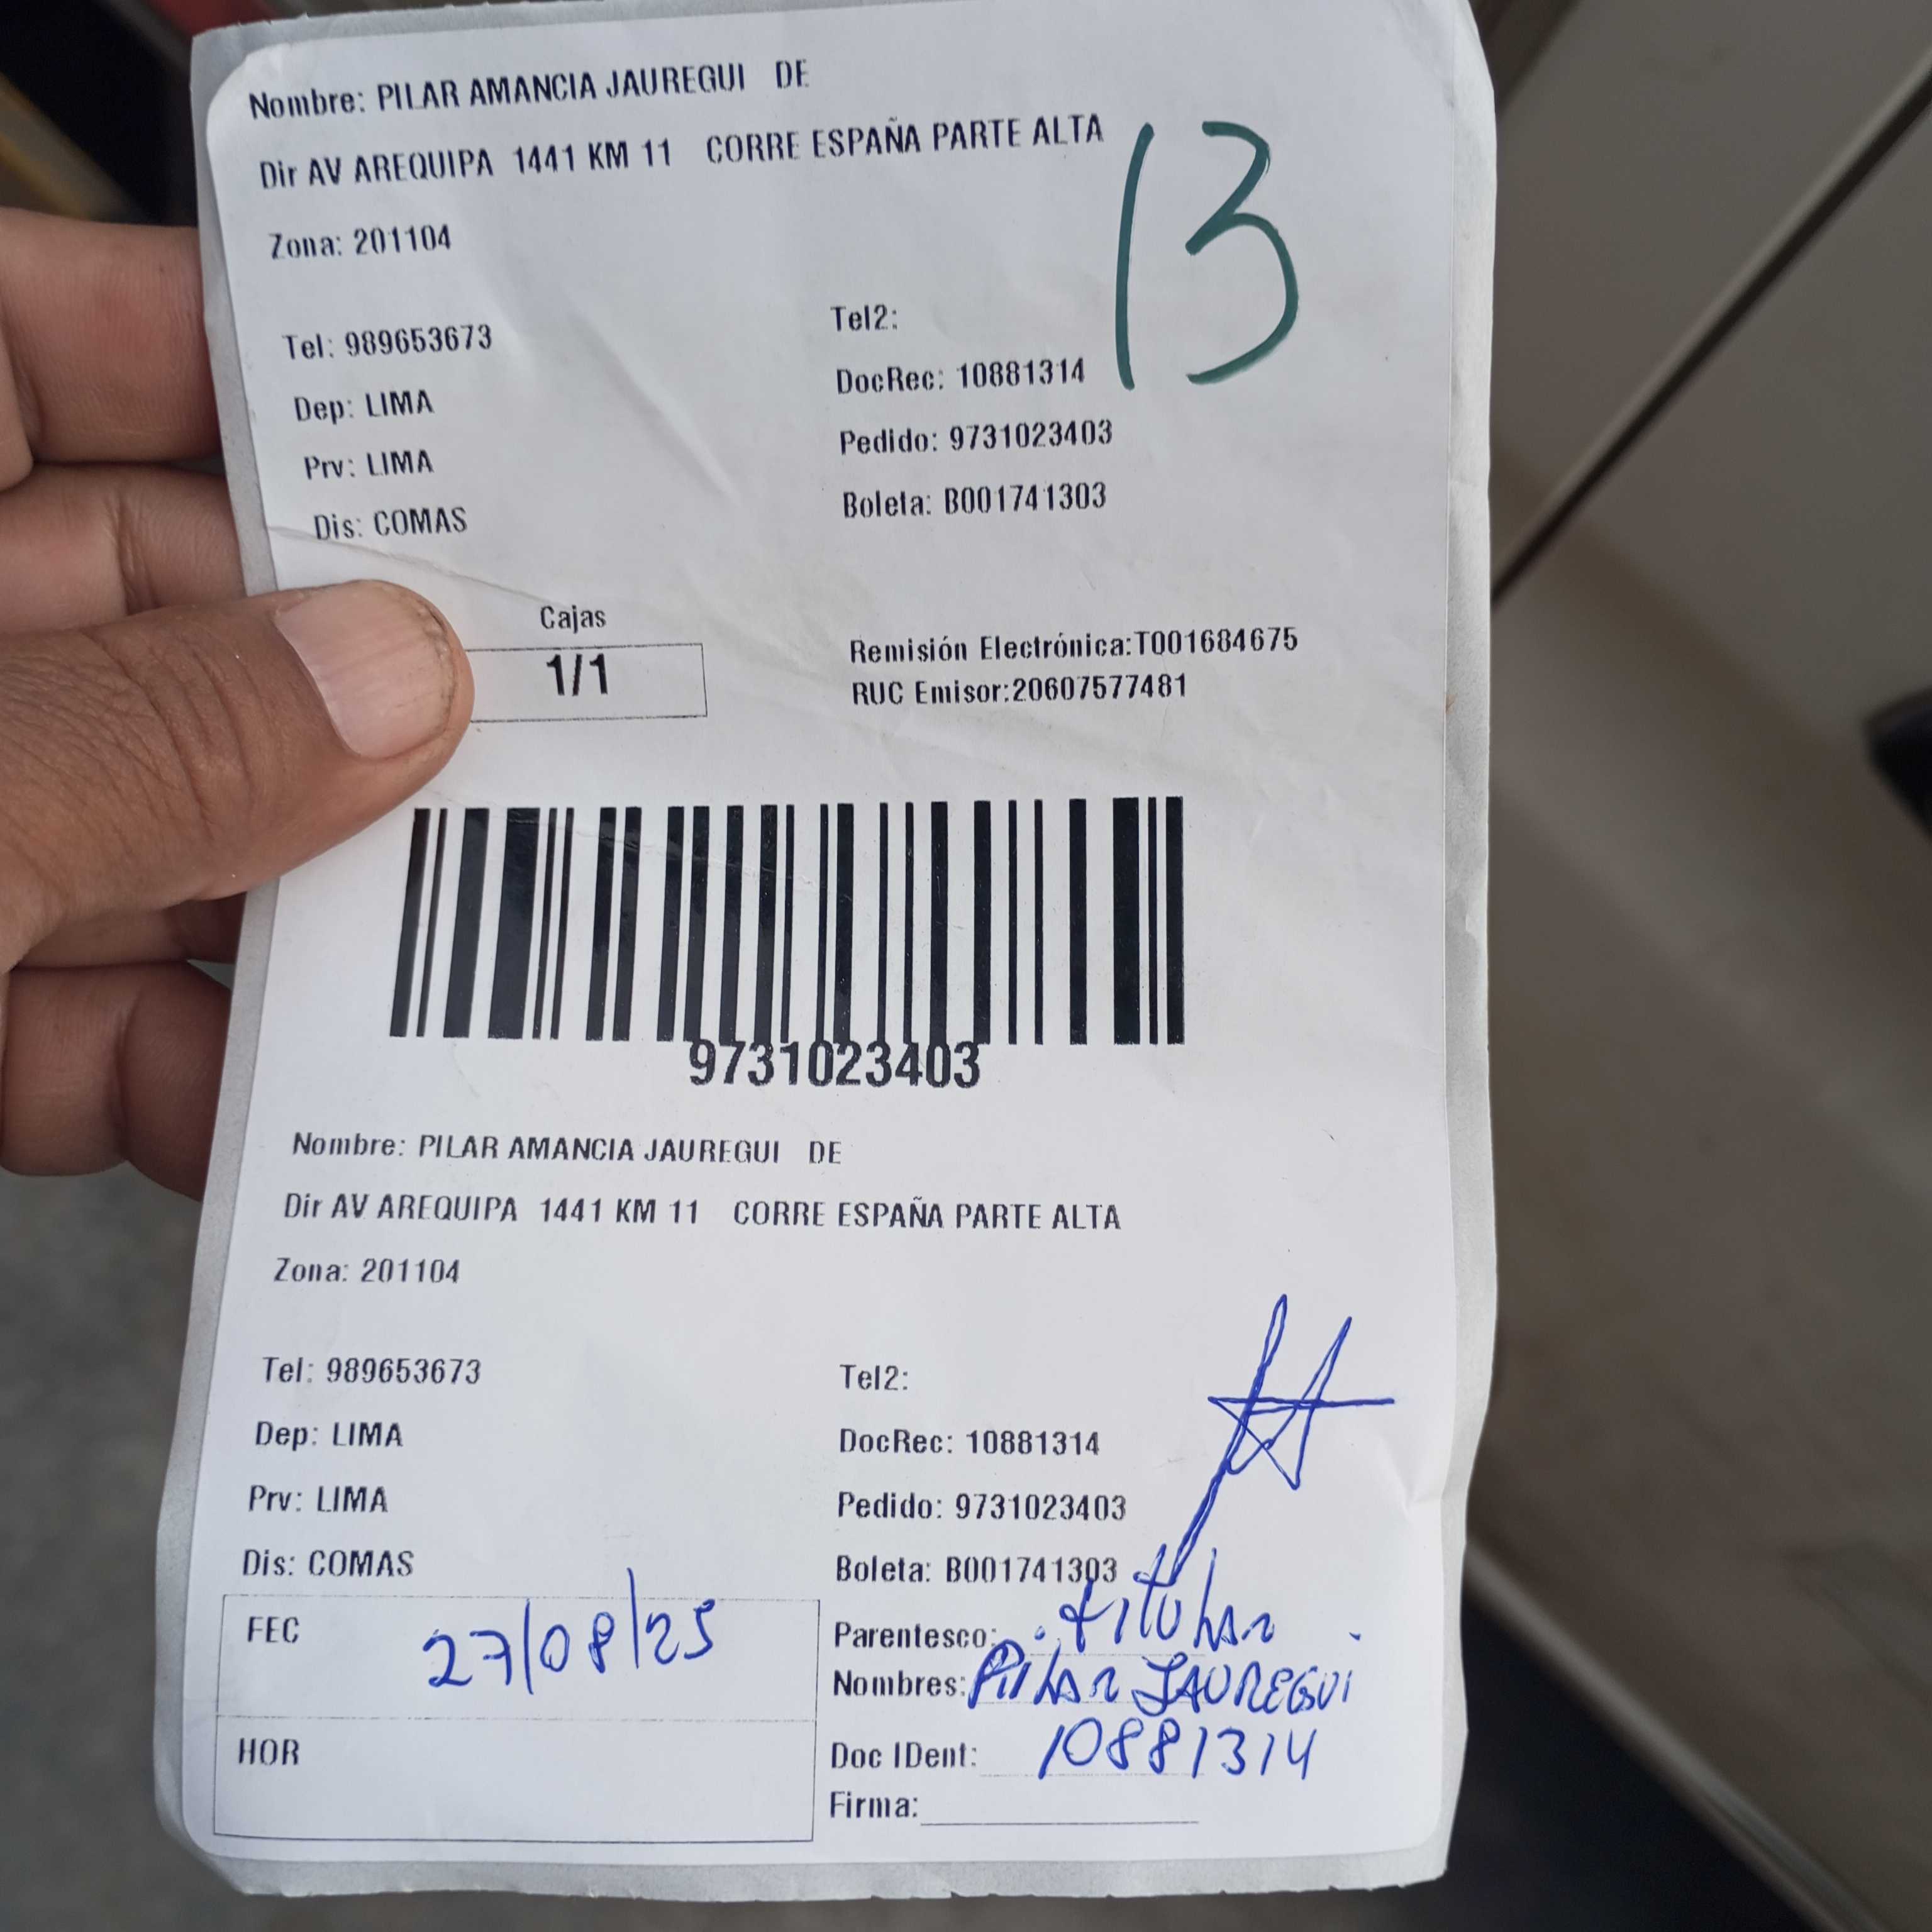 Nombre: PILAR AMANCIA JAUREGUI DE
Dir AV AREQUIPA 1441 KM 11 CORRE ESPAÑA PARTE ALTA
13
Zona: 201104
Tel: 989653673 Tel2:
Dep: LIMA DocRec: 10881314
Prv: LIMA Pedido: 9731023403
Dis: COMAS Boleta: B001741303
Cajas
1/1
Remisión Electrónica:T001684675
RUC Emisor:20607577481
9731023403
Nombre: PILAR AMANCIA JAUREGUI DE
Dir AV AREQUIPA 1441 KM 11 CORRE ESPAÑA PARTE ALTA
Zona: 201104
Tel: 989653673 Tel2:
Dep: LIMA DocRec: 10881314
Prv: LIMA Pedido: 9731023403
Dis: COMAS Boleta: B001741303
FEC 27/08/25
HOR
Parentesco: titular
Nombres: Pilar JAUREGUI
Doc IDent: 10881314
Firma: